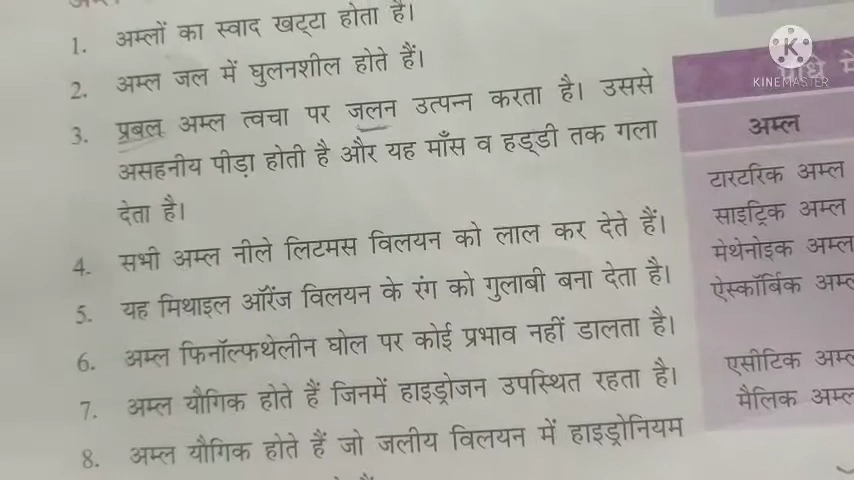 1. अम्लों का स्वाद खट्टा होता है।
2. अम्ल जल में घुलनशील होते हैं।
3. प्रबल अम्ल त्वचा पर जलन उत्पन्न करता है। उससे
असहनीय पीड़ा होती है और यह माँस व हड्डी तक गला
देता है।
4. सभी अम्ल नीले लिटमस विलयन को लाल कर देते हैं।
5. यह मिथाइल ऑरेंज विलयन के रंग को गुलाबी बना देता है।
6. अम्ल फिनॉल्फथेलीन घोल पर कोई प्रभाव नहीं डालता है।
7. अम्ल यौगिक होते हैं जिनमें हाइड्रोजन उपस्थित रहता है।
8. अम्ल यौगिक होते हैं जो जलीय विलयन में हाइड्रोनियम
K
KINEMASTER
में
अम्ल
टारटरिक अम्ल
साइट्रिक अम्ल
मेथेनोइक अम्ल
ऐस्कॉर्बिक अम्ल
एसीटिक अम्ल
मैलिक अम्ल